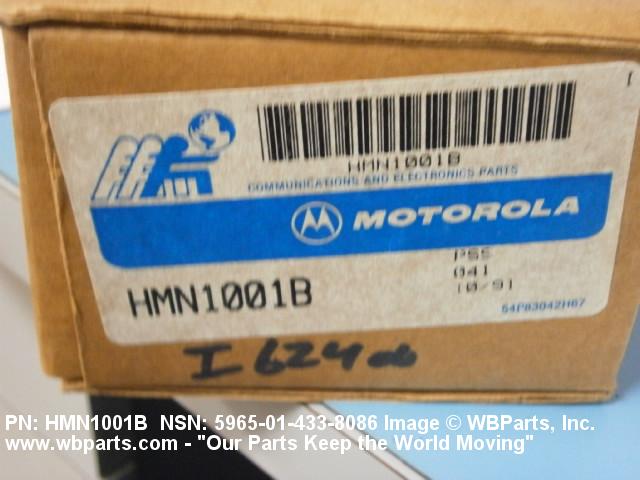 HMN1001B
COMMUNICATIONS AND ELECTRONICS PARTS
MOTOROLA
PSS
041
10/91
HMN1001B
54P83042H67
I 624
PN: HMN1001B NSN: 5965-01-433-8086 Image © WBParts, Inc.
www.wbparts.com - "Our Parts Keep the World Moving"